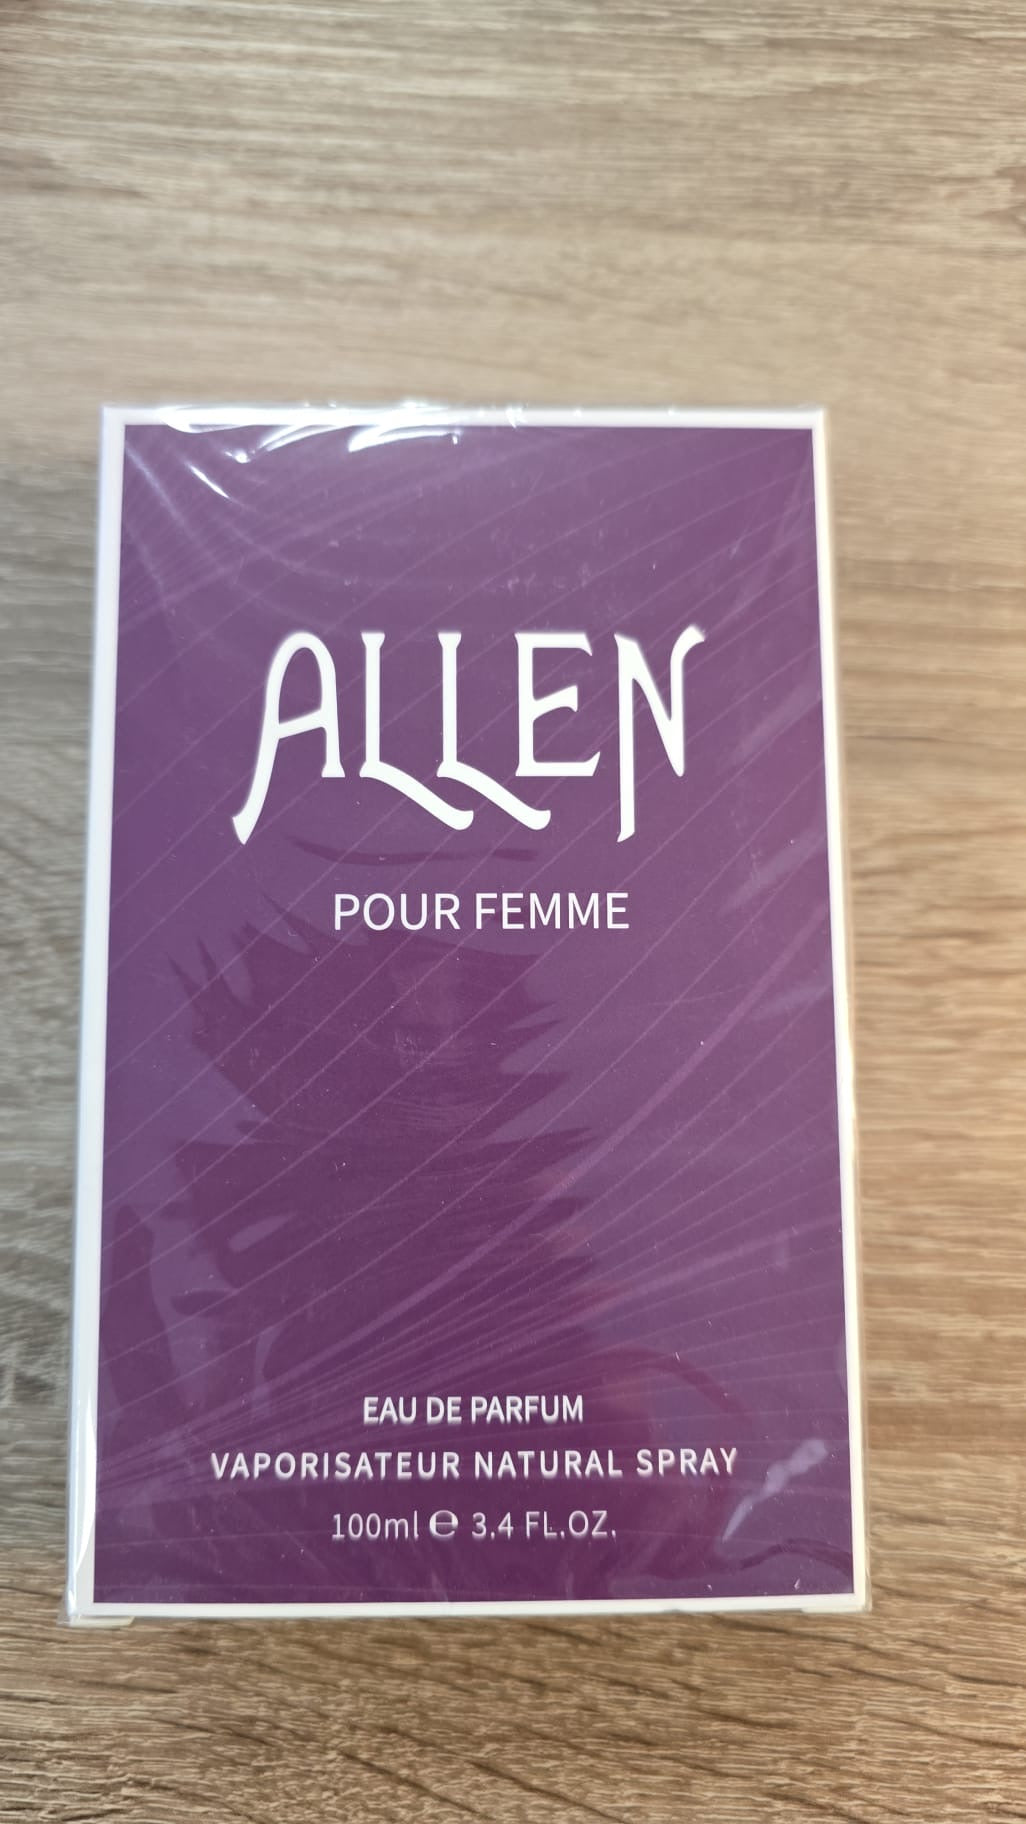 ALLEN
POUR FEMME
EAU DE PARFUM
VAPORISATEUR NATURAL SPRAY
100ml ℮ 3.4 FL.OZ.